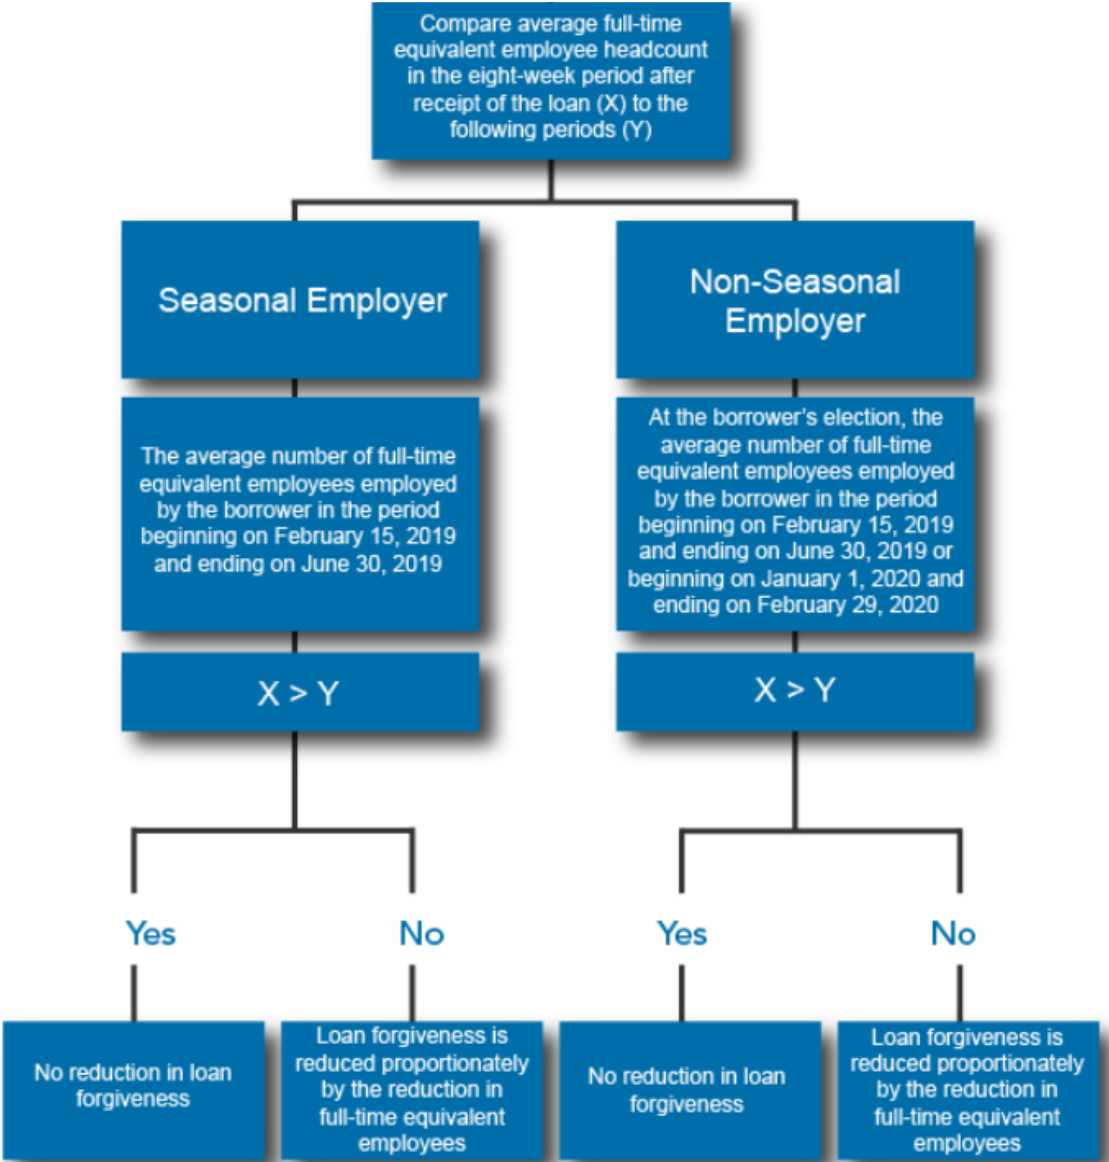 Compare average full-time
equivalent employee headcount
in the eight-week period after
receipt of the loan (X) to the
following periods (Y)
Seasonal Employer
Non-Seasonal
Employer
The average number of full-time
equivalent employees employed
by the borrower in the period
beginning on February 15, 2019
and ending on June 30, 2019
At the borrower's election, the
average number of full-time
equivalent employees employed
by the borrower in the period
beginning on February 15, 2019
and ending on June 30, 2019 or
beginning on January 1, 2020 and
ending on February 29, 2020
X > Y
X > Y
Yes
No
Yes
No
No reduction in loan
forgiveness
Loan forgiveness is
reduced proportionately
by the reduction in
full-time equivalent
employees
No reduction in loan
forgiveness
Loan forgiveness is
reduced proportionately
by the reduction in
full-time equivalent
employees